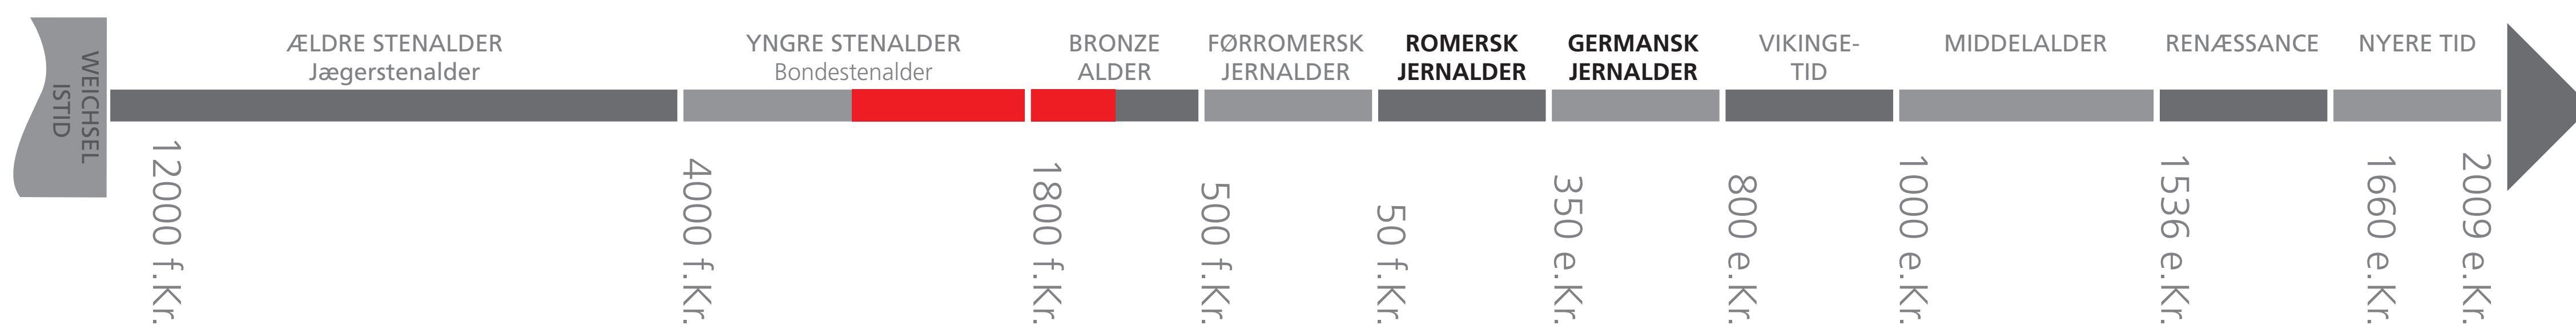 WEICHSEL
ISTID
ÆLDRE STENALDER
Jægerstenalder
YNGRE STENALDER
Bondestenalder
BRONZE
ALDER
FØRROMERSK
JERNALDER
ROMERSK
JERNALDER
GERMANSK
JERNALDER
VIKINGE-
TID
MIDDELALDER
RENÆSSANCE
NYERE TID
12000 f.Kr.
4000 f.Kr.
1800 f.Kr.
500 f.Kr.
50 f.Kr.
350 e.Kr.
800 e.Kr.
1000 e.Kr.
1536 e.Kr.
1660 e.Kr.
2009 e.Kr.